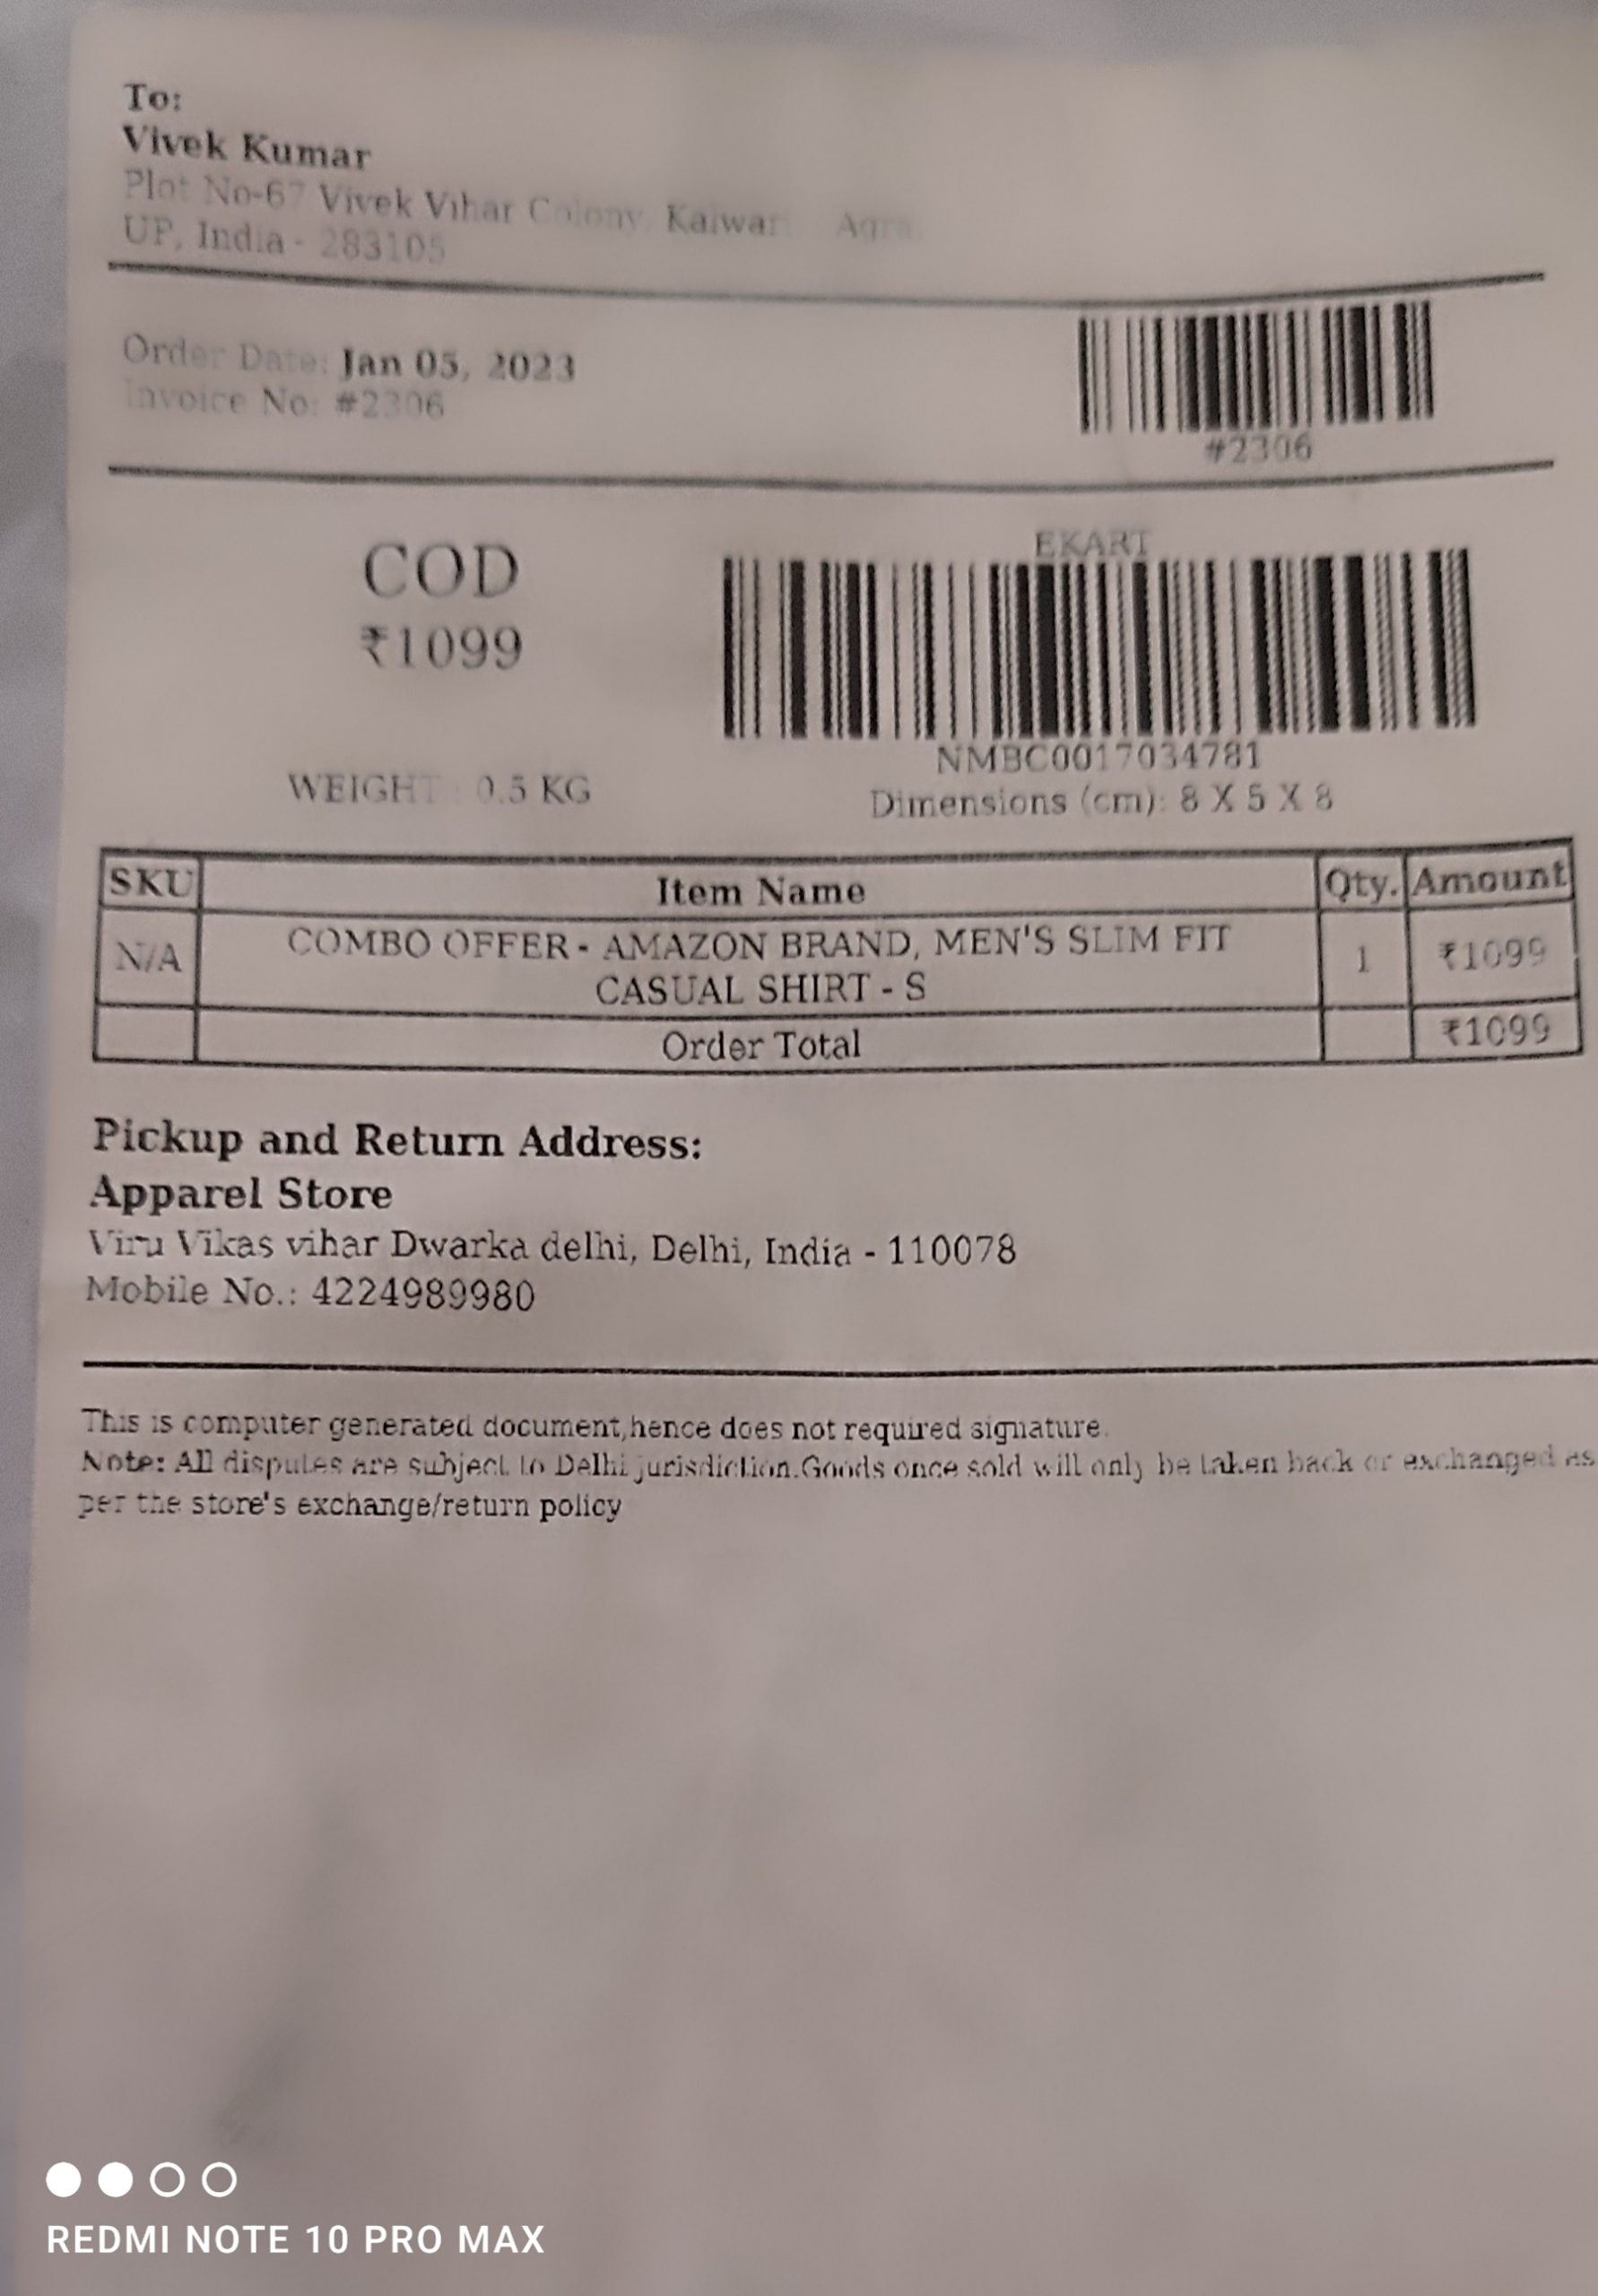 To:
Vivek Kumar
Plot No-67 Vivek Vihar Colony, Kalwari Agra,
UP, India - 283105
Order Date: Jan 05, 2023
Invoice No: #2306
#2306
COD
₹1099
EKART
NMBC0017034781
WEIGHT : 0.5 KG
Dimensions (cm): 8 X 5 X 8
SKU Item Name Qty. Amount
N/A COMBO OFFER - AMAZON BRAND, MEN'S SLIM FIT 1 ₹1099
CASUAL SHIRT - S
Order Total ₹1099
Pickup and Return Address:
Apparel Store
Viru Vikas vihar Dwarka delhi, Delhi, India - 110078
Mobile No.: 4224989980
This is computer generated document,hence does not required signature.
Note: All disputes are subject to Delhi jurisdiction.Goods once sold will only be taken back or exchanged as
per the store's exchange/return policy
REDMI NOTE 10 PRO MAX